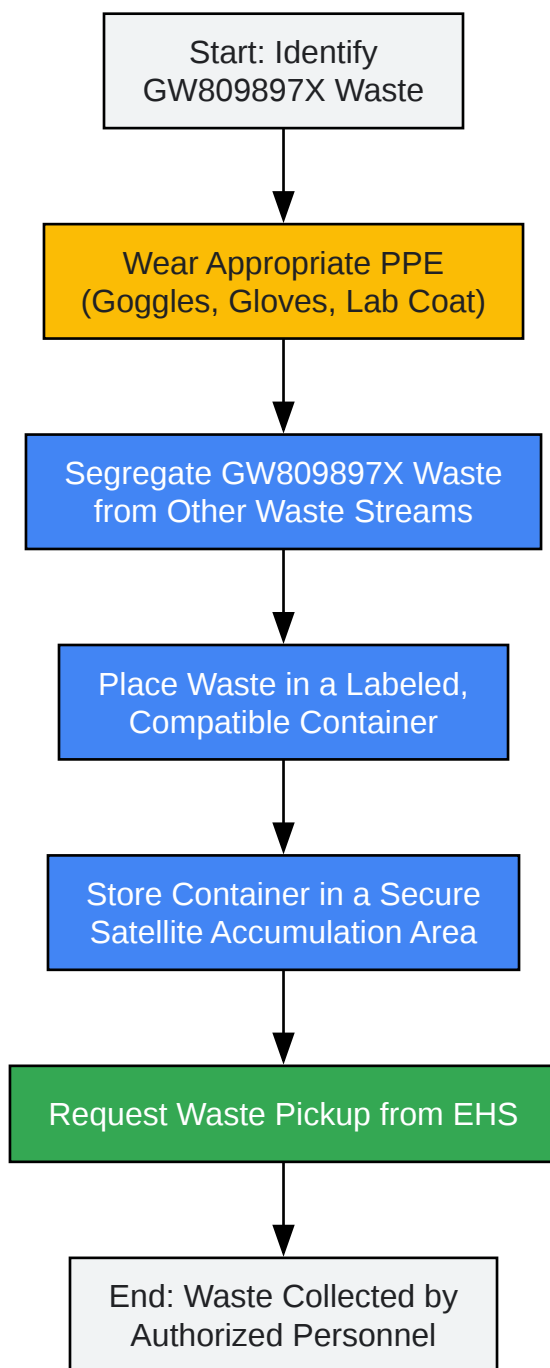 Start: Identify
GW809897X Waste
Wear Appropriate PPE
(Goggles, Gloves, Lab Coat)
Segregate GW809897X Waste
from Other Waste Streams
Place Waste in a Labeled,
Compatible Container
Store Container in a Secure
Satellite Accumulation Area
Request Waste Pickup from EHS
End: Waste Collected by
Authorized Personnel